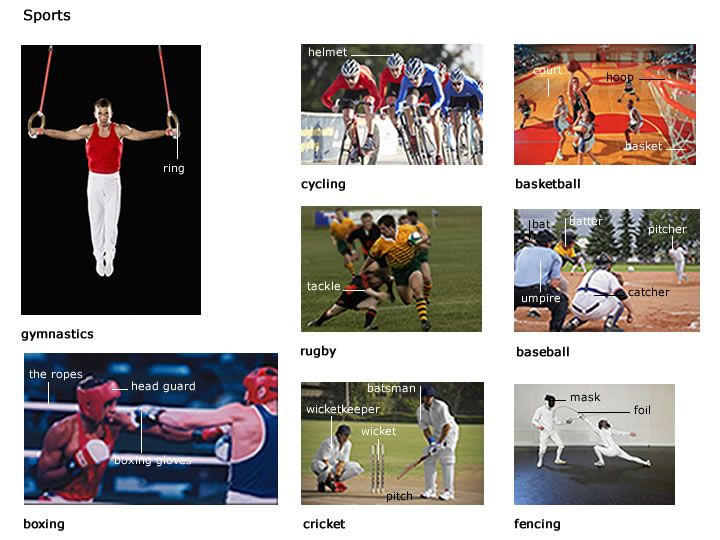 Sports
ring
gymnastics
helmet
cycling
court
hoop
basket
basketball
tackle
rugby
bat
batter
pitcher
umpire
catcher
baseball
the ropes
head guard
boxing gloves
boxing
batsman
wicketkeeper
wicket
pitch
cricket
mask
foil
fencing